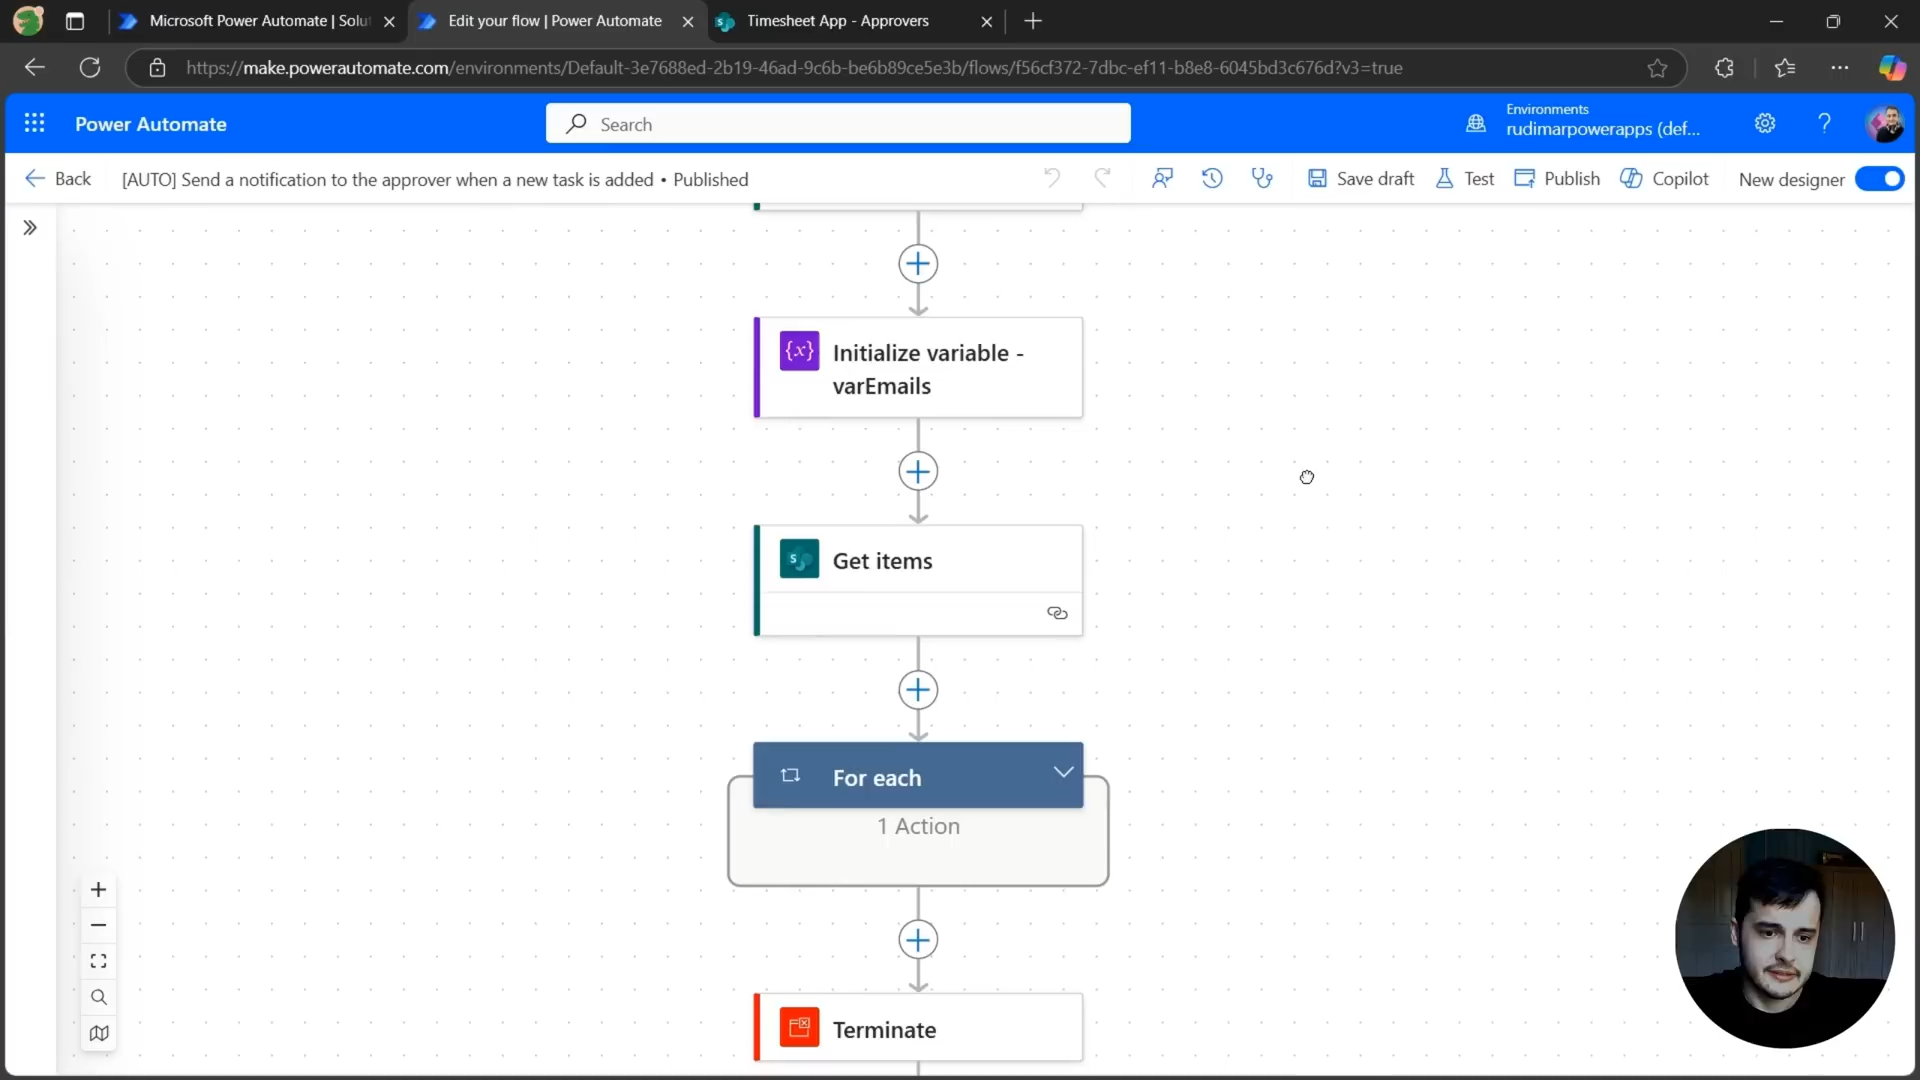 Microsoft Power Automate | Solut
Edit your flow | Power Automate
Timesheet App - Approvers
https://make.powerautomate.com/environments/Default-3e7688ed-2b19-46ad-9c6b-be6b89ce5e3b/flows/f56cf372-7dbc-ef11-b8e8-6045bd3c676d?v3=true
Power Automate
Search
Environments
rudimarpowerapps (def...
Back
[AUTO] Send a notification to the approver when a new task is added • Published
Save draft
Test
Publish
Copilot
New designer
{x}
Initialize variable -
varEmails
S
Get items
For each
1 Action
Terminate